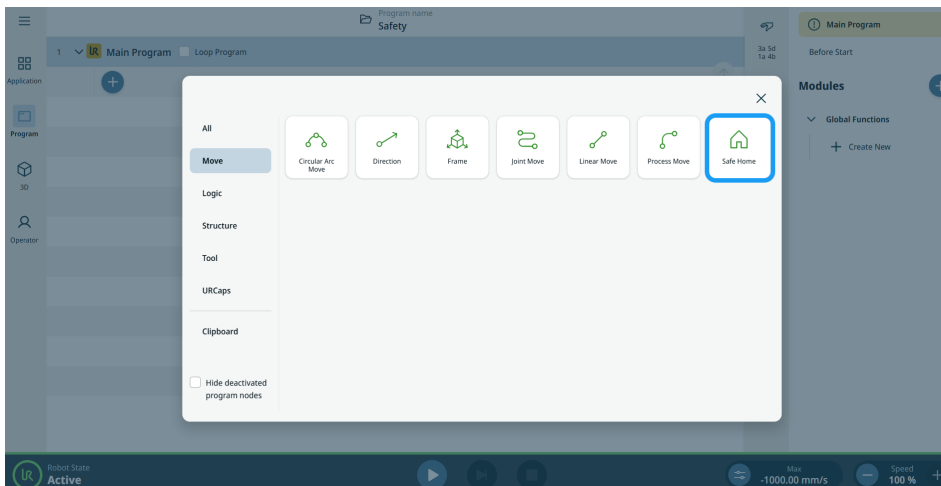 Program name
Safety
Application
Program
3D
Operator
1 Main Program Loop Program
3a 5d
1a 4b
Main Program
Before Start
Modules
Global Functions
Create New
All
Move
Logic
Structure
Tool
URCaps
Clipboard
Hide deactivated
program nodes
Circular Arc
Move
Direction
Frame
Joint Move
Linear Move
Process Move
Safe Home
Robot State
Active
Max
-1000.00 mm/s
Speed
100 %